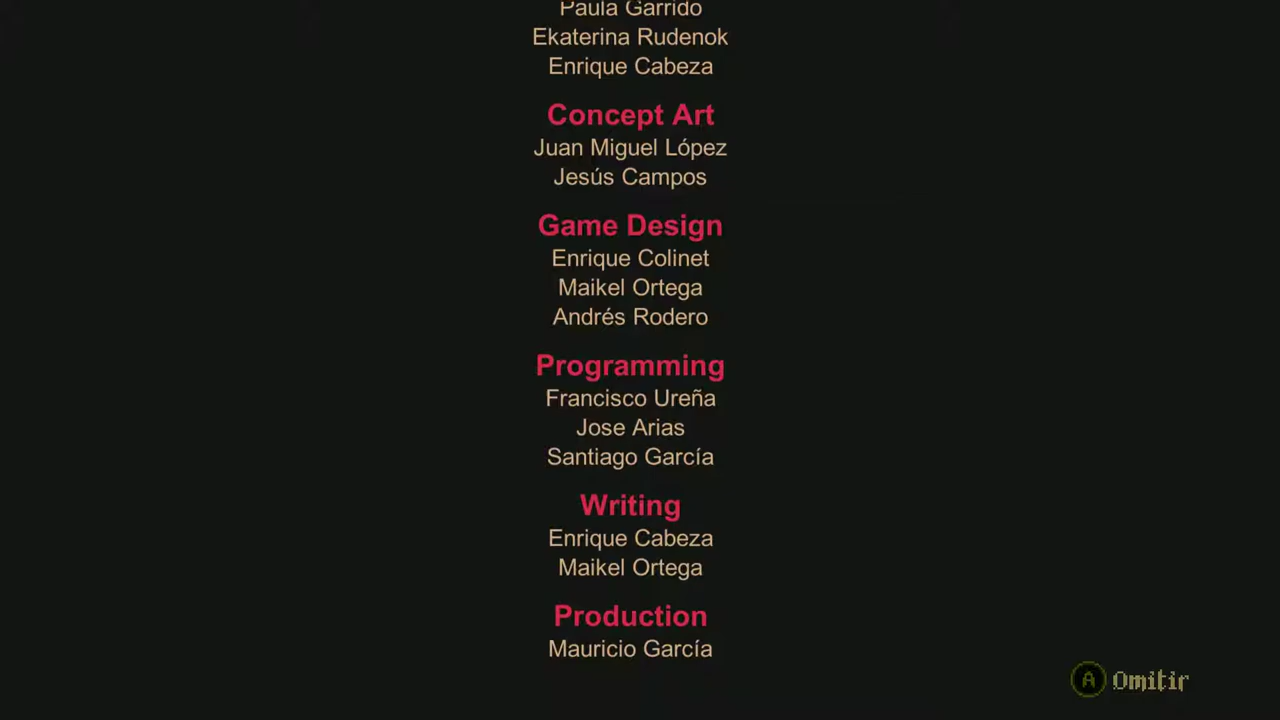 Paula Garrido
Ekaterina Rudenok
Enrique Cabeza
Concept Art
Juan Miguel López
Jesús Campos
Game Design
Enrique Colinet
Maikel Ortega
Andrés Rodero
Programming
Francisco Ureña
Jose Arias
Santiago García
Writing
Enrique Cabeza
Maikel Ortega
Production
Mauricio García
A Omitir